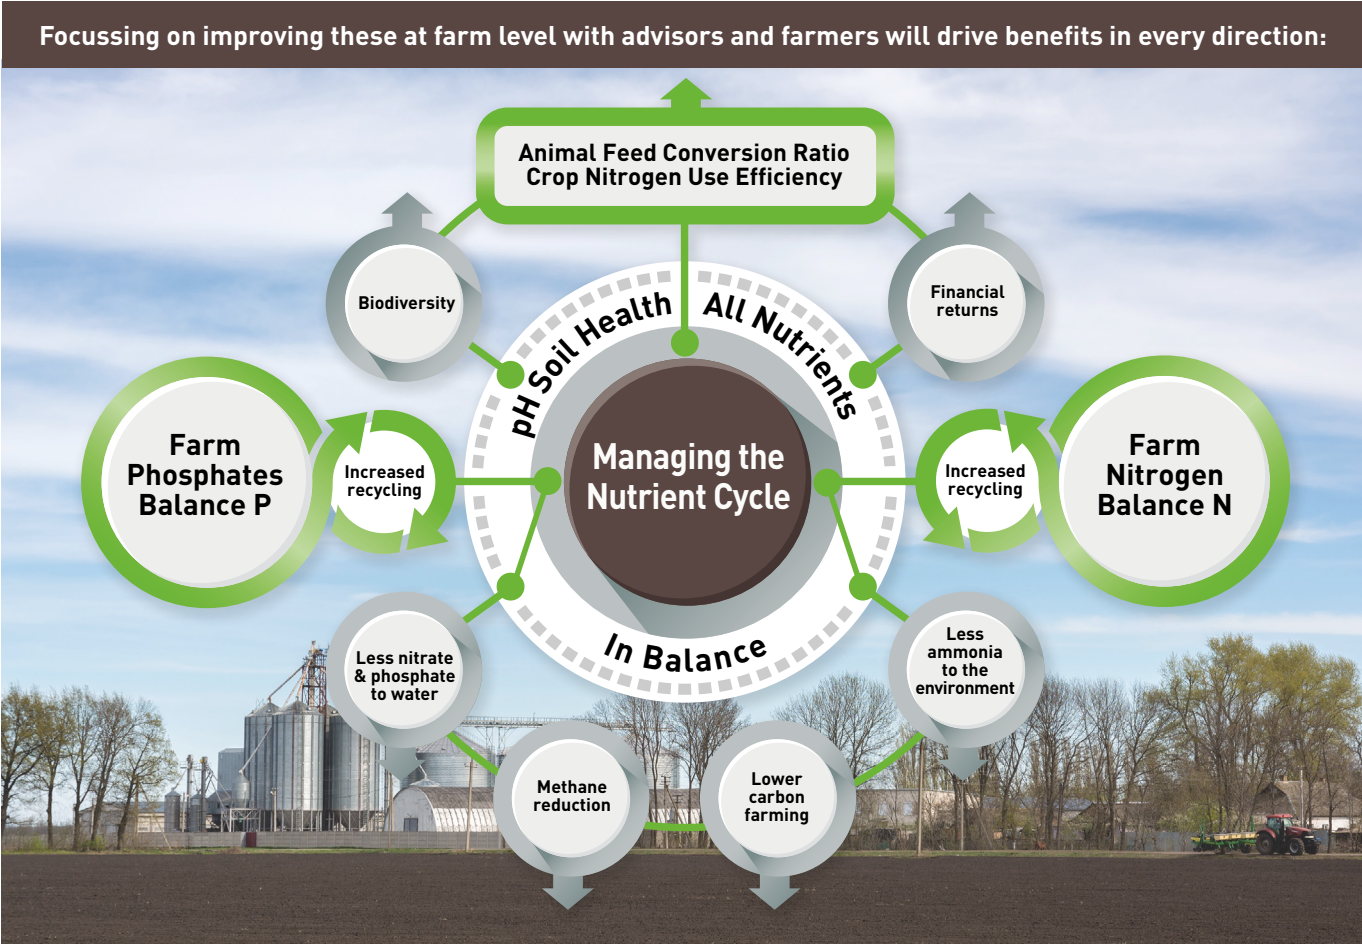 Focussing on improving these at farm level with advisors and farmers will drive benefits in every direction:
Animal Feed Conversion Ratio
Crop Nitrogen Use Efficiency
Biodiversity
Financial
returns
pH Soil Health
All Nutrients
In Balance
Managing the
Nutrient Cycle
Farm
Phosphates
Balance P
Increased
recycling
Increased
recycling
Farm
Nitrogen
Balance N
Less nitrate
& phosphate
to water
Less
ammonia
to the
environment
Methane
reduction
Lower
carbon
farming